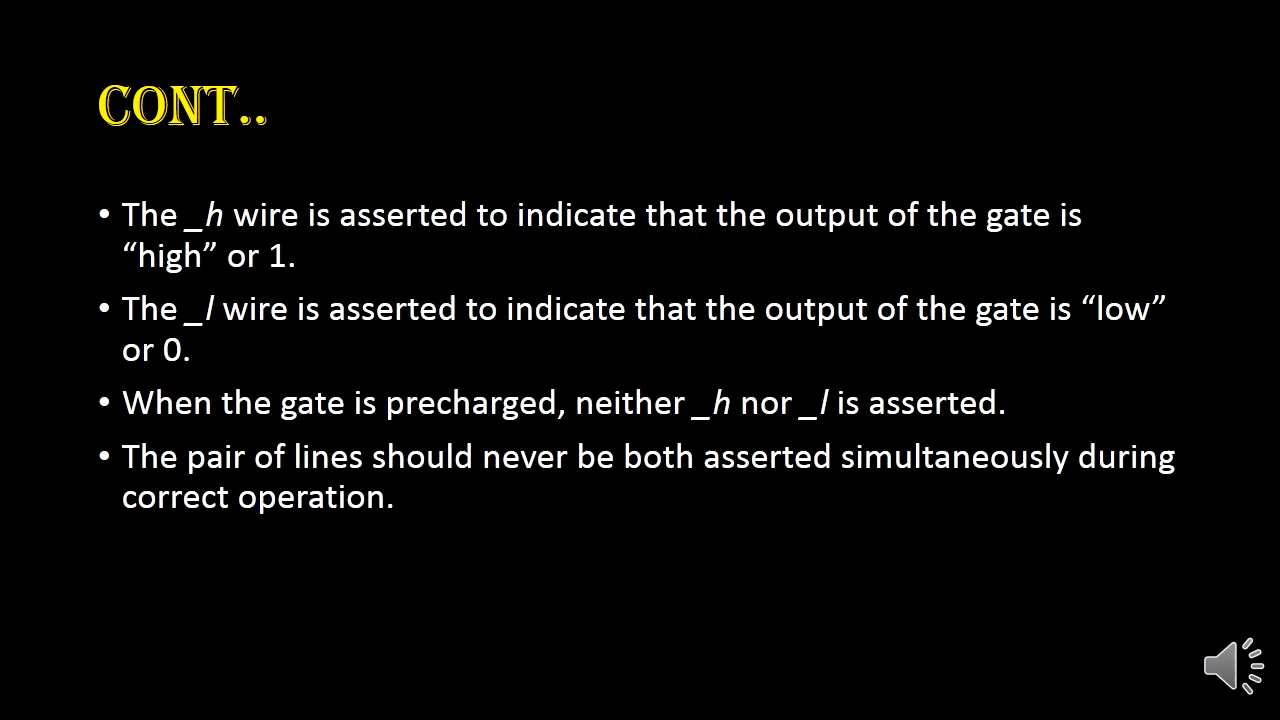 CONT..
• The _h wire is asserted to indicate that the output of the gate is
“high” or 1.
• The _l wire is asserted to indicate that the output of the gate is “low”
or 0.
• When the gate is precharged, neither _h nor _l is asserted.
• The pair of lines should never be both asserted simultaneously during
correct operation.